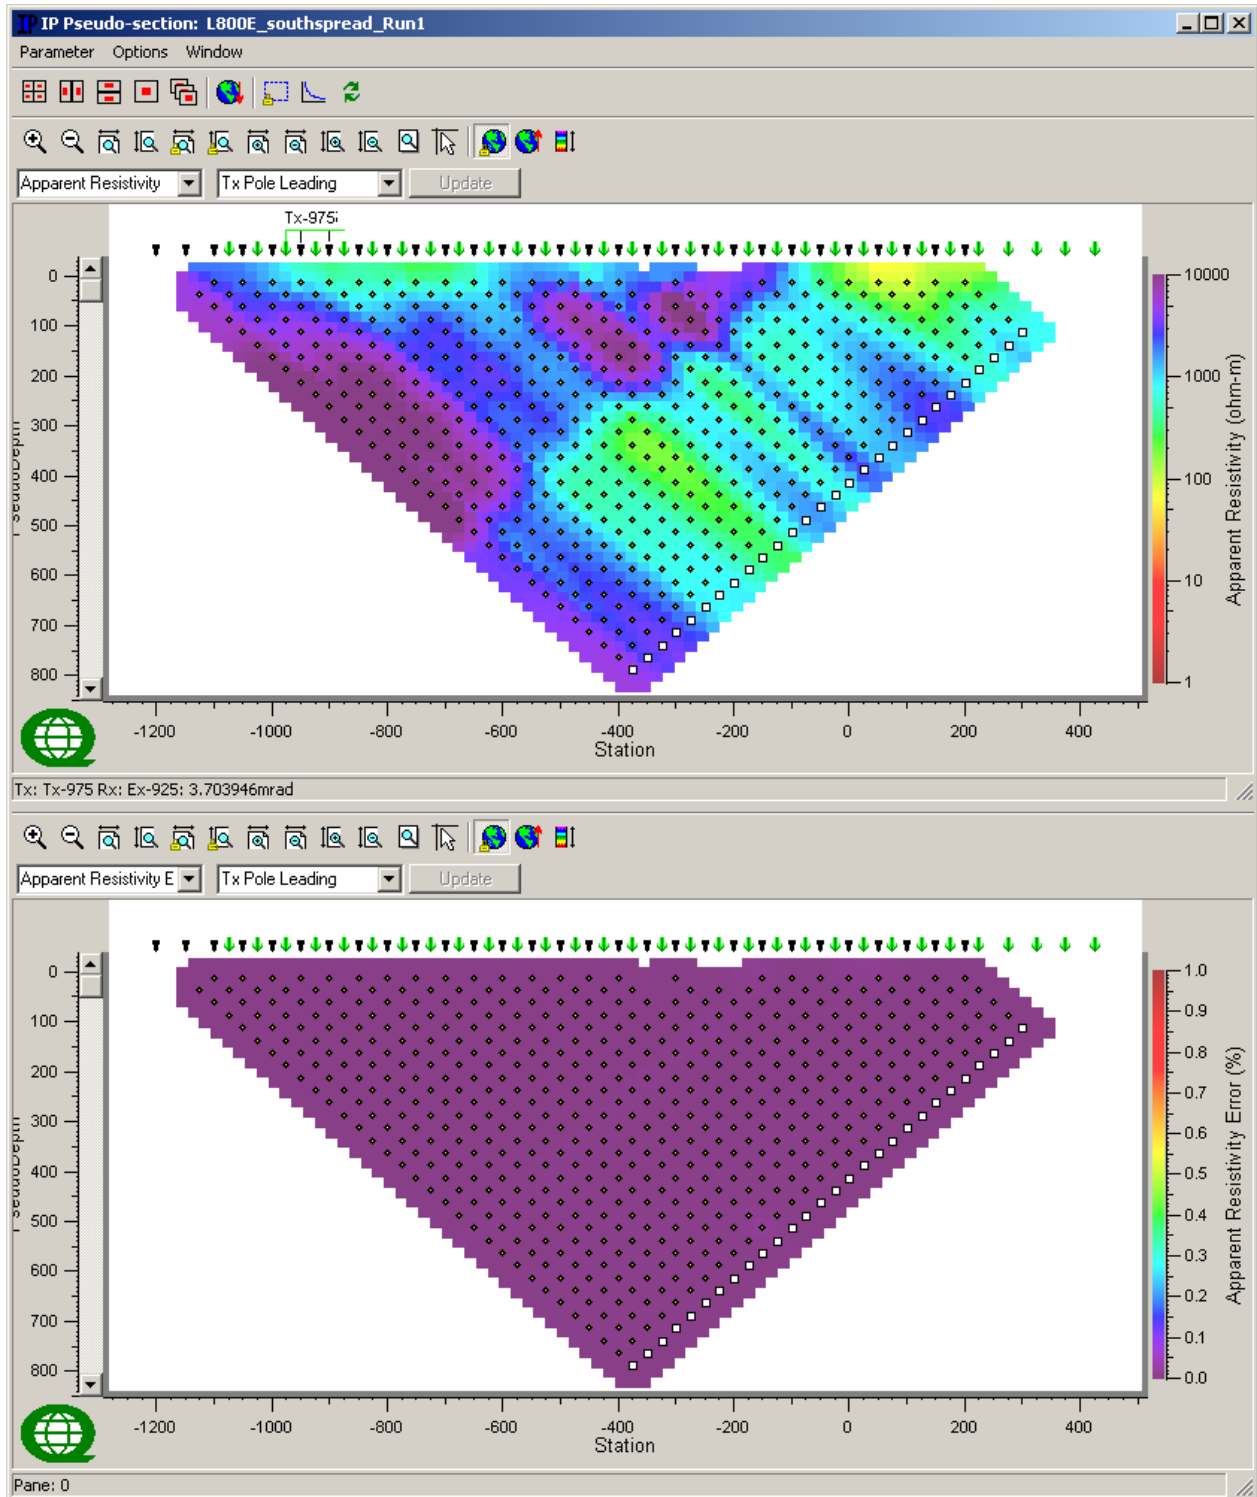 IP Pseudo-section: L800E_southspread_Run1
Parameter Options Window
Apparent Resistivity Tx Pole Leading Update
Tx-975
0
100
200
300
400
500
600
700
800
10000
1000
100
10
1
Apparent Resistivity (ohm-m)
-1200 -1000 -800 -600 -400 -200 0 200 400
Station
Tx: Tx-975 Rx: Ex-925: 3.703946mrad
Apparent Resistivity E Tx Pole Leading Update
0
100
200
300
400
500
600
700
800
1.0
0.9
0.8
0.7
0.6
0.5
0.4
0.3
0.2
0.1
0.0
Apparent Resistivity Error (%)
-1200 -1000 -800 -600 -400 -200 0 200 400
Station
Pane: 0